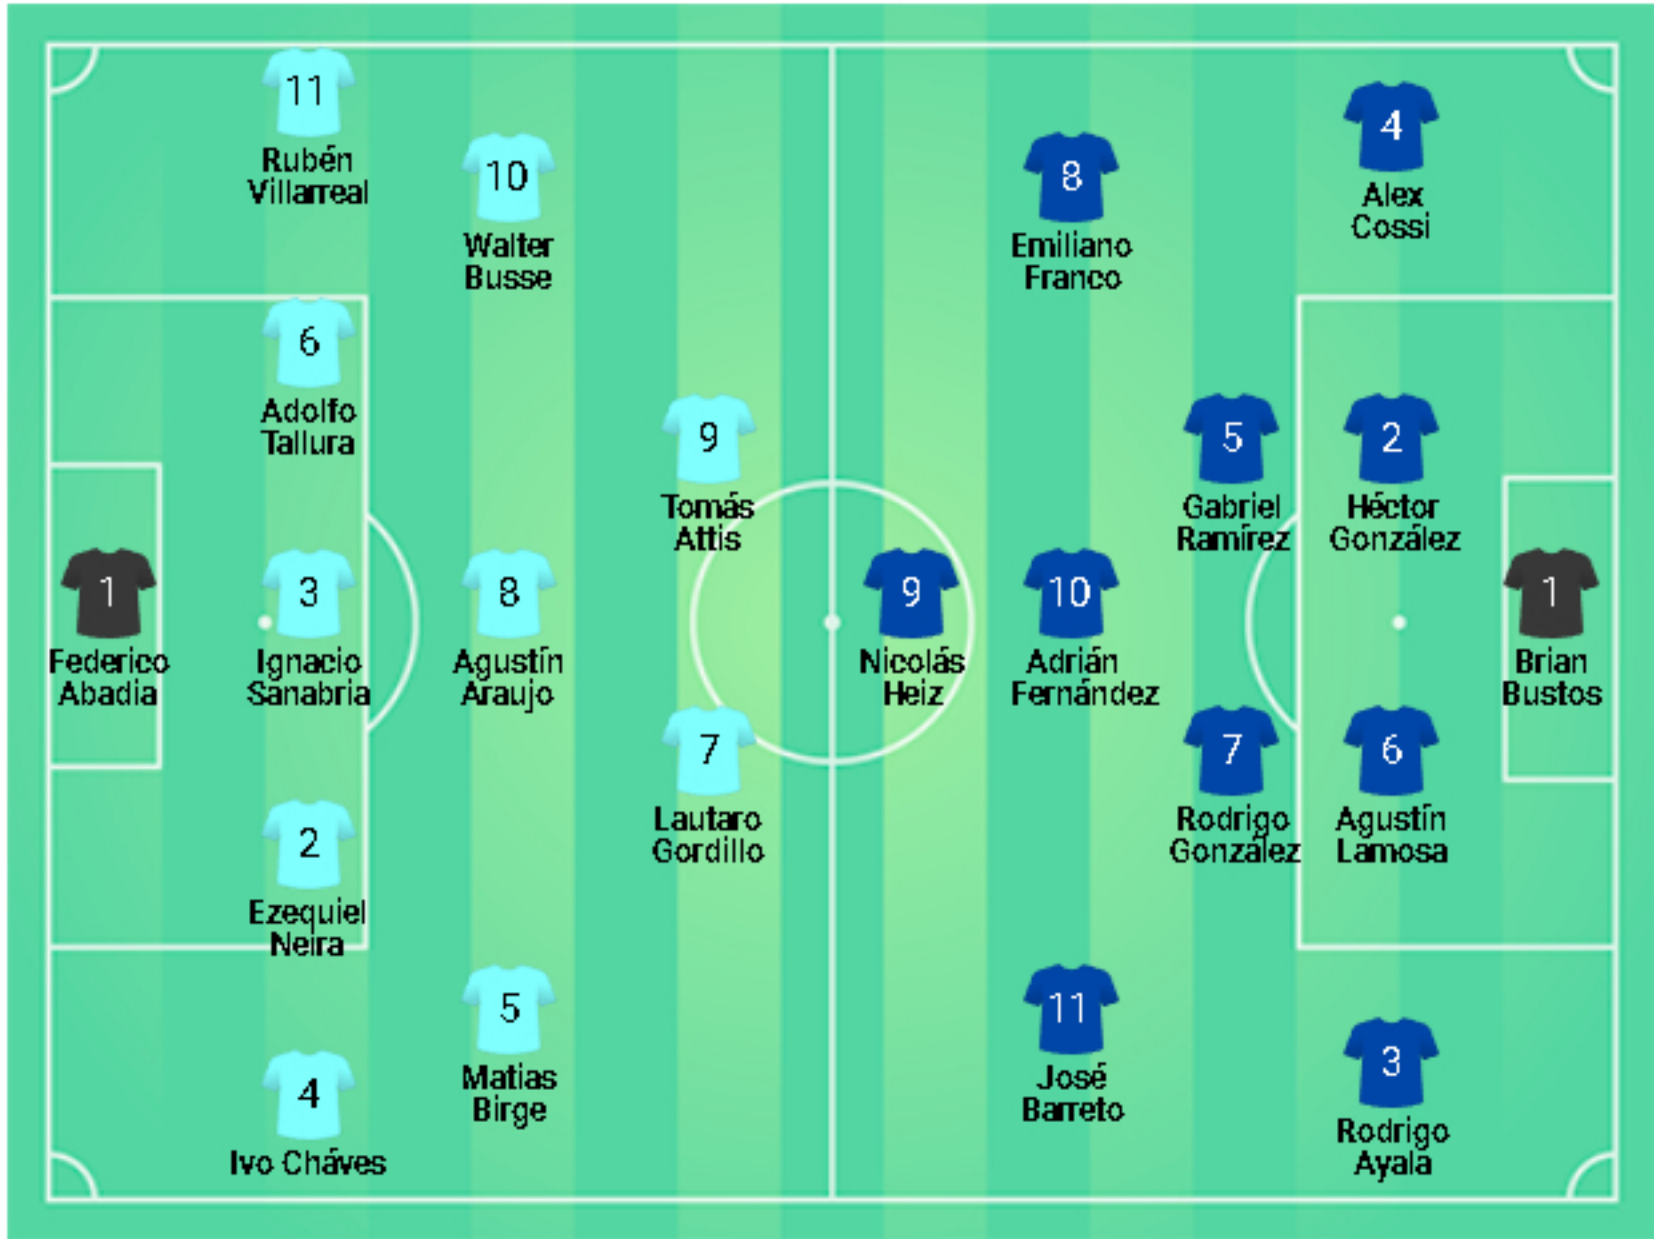 11
Rubén
Villarreal
10
Walter
Busse
6
Adolfo
Tallura
9
Tomás
Attis
1
Federico
Abadia
3
Ignacio
Sanabria
8
Agustín
Araujo
2
Ezequiel
Neira
7
Lautaro
Gordillo
5
Matias
Birge
4
Ivo Cháves
4
Alex
Cossi
8
Emiliano
Franco
5
Gabriel
Ramírez
2
Héctor
González
9
Nicolás
Heiz
10
Adrián
Fernández
1
Brian
Bustos
7
Rodrigo
González
6
Agustín
Lamosa
11
José
Barreto
3
Rodrigo
Ayala